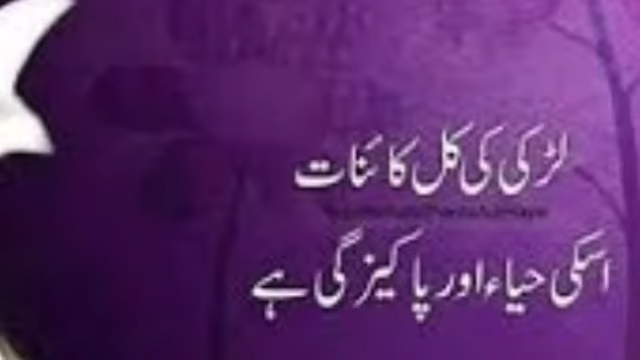 لڑکی کی کل کائنات
اسکی حیاء اور پاکیزگی ہے